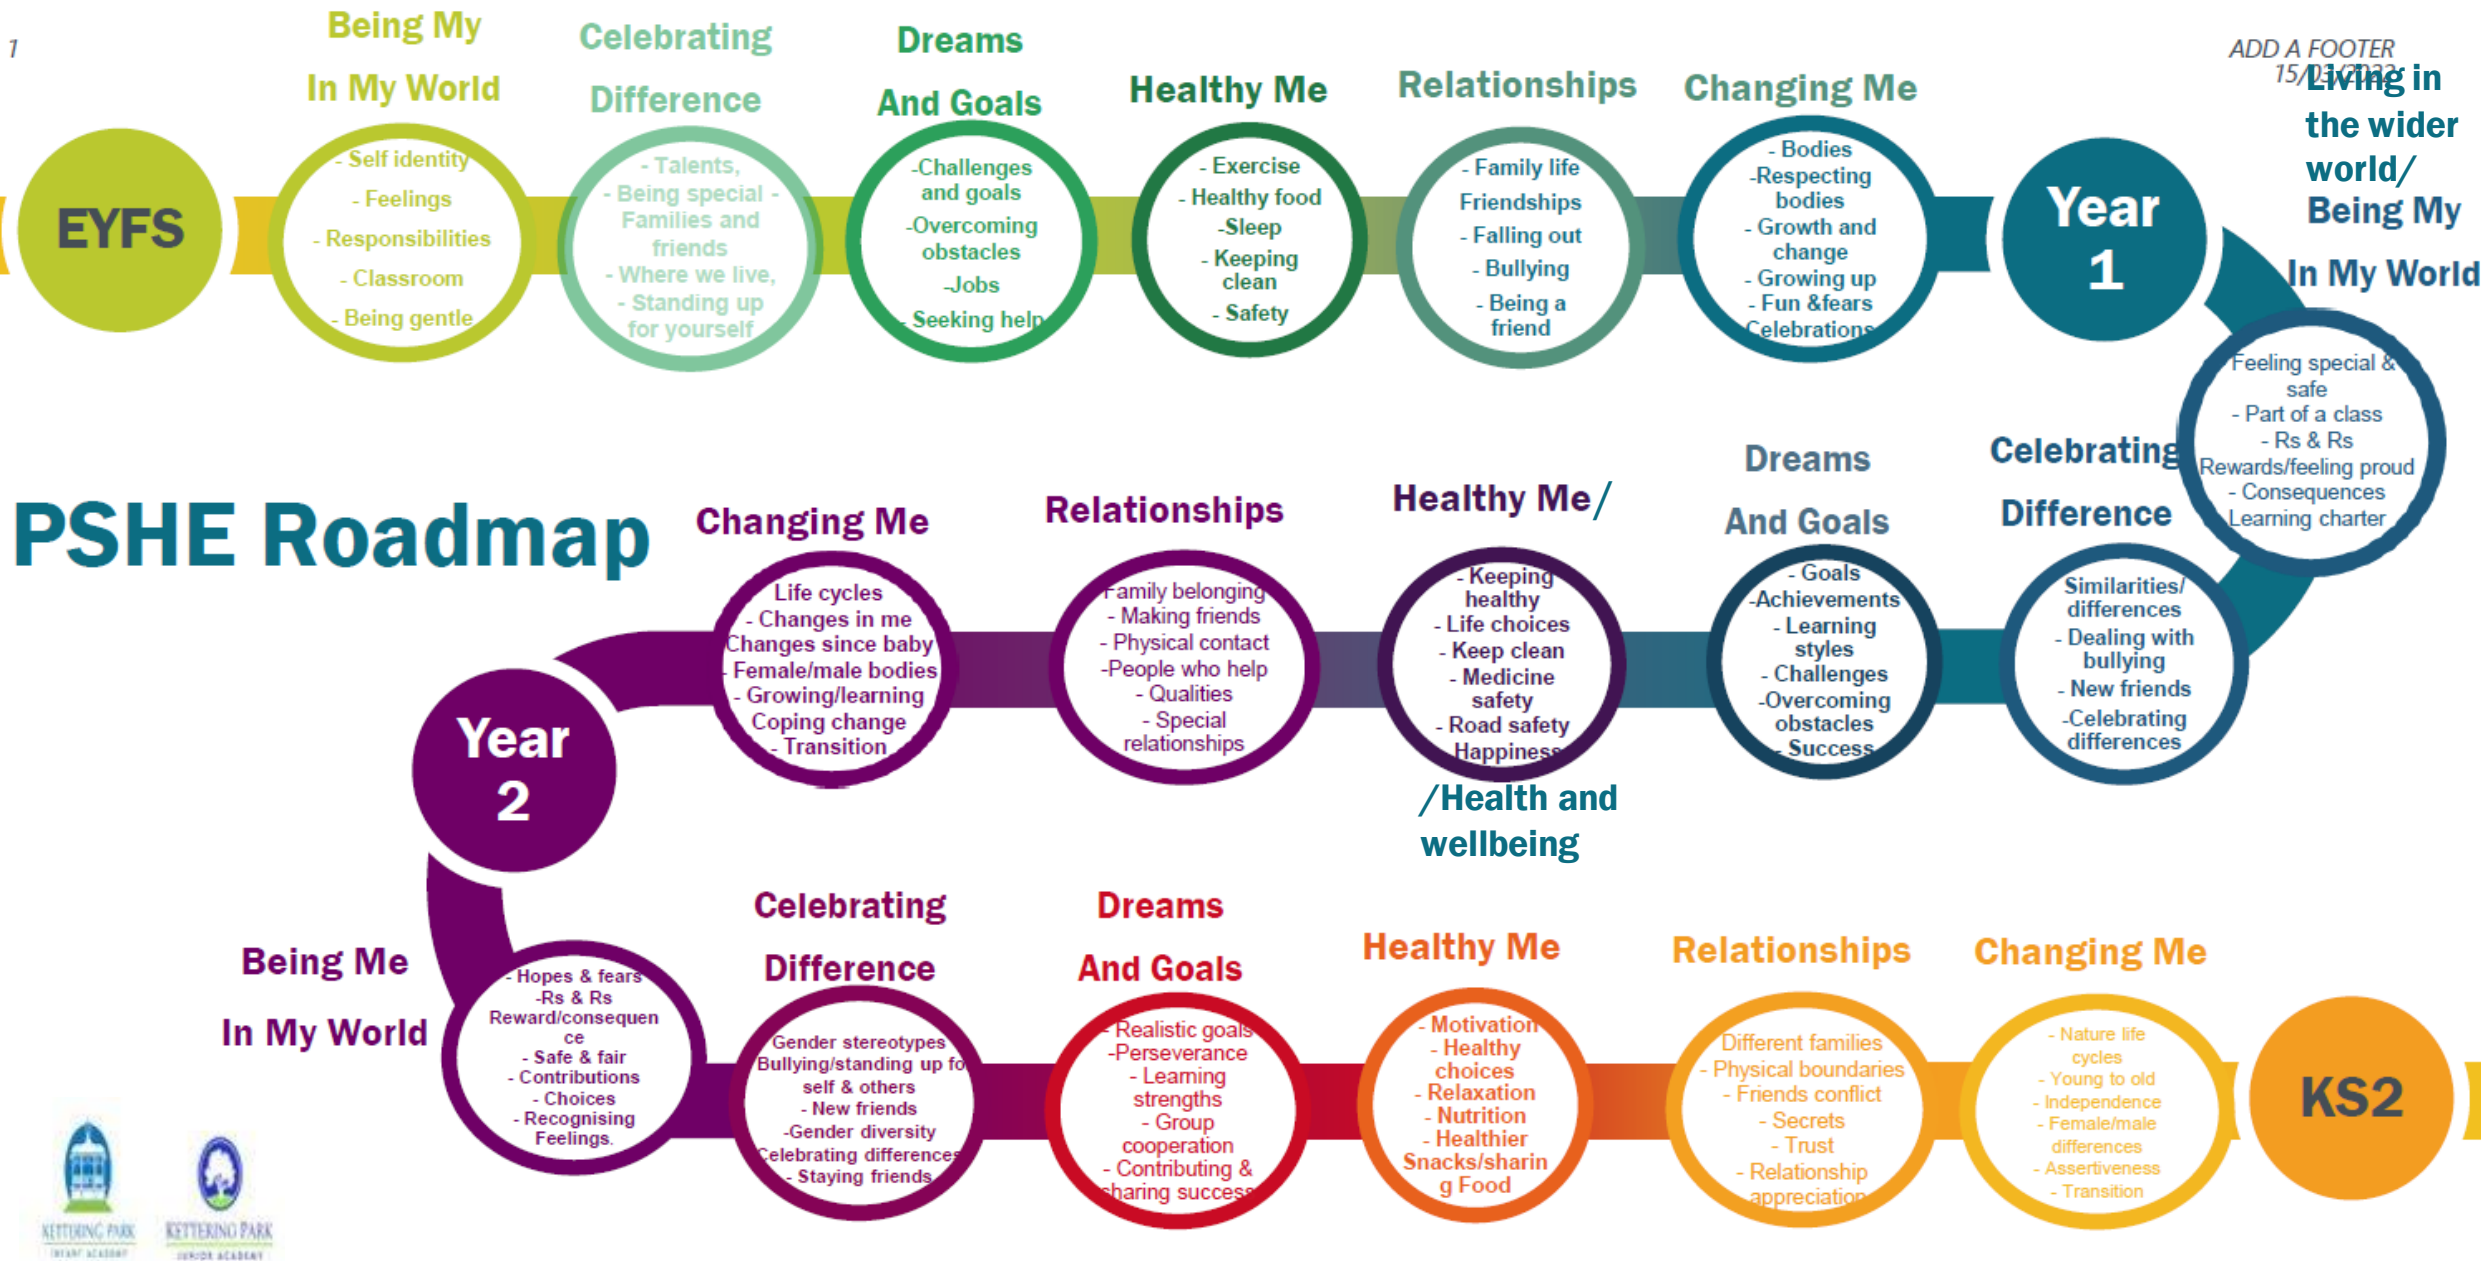 1
ADD A FOOTER
15/03/2022
PSHE Roadmap
EYFS
Being My
In My World
- Self identity
- Feelings
- Responsibilities
- Classroom
- Being gentle
Celebrating
Difference
- Talents,
- Being special -
Families and
friends
- Where we live,
- Standing up
for yourself
Dreams
And Goals
-Challenges
and goals
-Overcoming
obstacles
-Jobs
- Seeking help
Healthy Me
- Exercise
- Healthy food
-Sleep
- Keeping
clean
- Safety
Relationships
- Family life
Friendships
- Falling out
- Bullying
- Being a
friend
Changing Me
- Bodies
-Respecting
bodies
- Growth and
change
- Growing up
- Fun &fears
Celebrations
Year
1
Living in
the wider
world/
Being My
In My World
Feeling special &
safe
- Part of a class
- Rs & Rs
Rewards/feeling proud
- Consequences
Learning charter
Celebrating
Difference
Similarities/
differences
- Dealing with
bullying
- New friends
-Celebrating
differences
Dreams
And Goals
- Goals
-Achievements
- Learning
styles
- Challenges
-Overcoming
obstacles
- Success
Healthy Me/
- Keeping
healthy
- Life choices
- Keep clean
- Medicine
safety
- Road safety
Happiness
/Health and
wellbeing
Relationships
Family belonging
- Making friends
- Physical contact
-People who help
- Qualities
- Special
relationships
Changing Me
Life cycles
- Changes in me
Changes since baby
- Female/male bodies
- Growing/learning
Coping change
- Transition
Year
2
Being Me
In My World
- Hopes & fears
-Rs & Rs
Reward/consequen
ce
- Safe & fair
- Contributions
- Choices
- Recognising
Feelings.
Celebrating
Difference
Gender stereotypes
Bullying/standing up fo
self & others
- New friends
-Gender diversity
Celebrating differences
- Staying friends
Dreams
And Goals
- Realistic goals
-Perseverance
- Learning
strengths
- Group
cooperation
- Contributing &
sharing success
Healthy Me
- Motivation
- Healthy
choices
- Relaxation
- Nutrition
- Healthier
Snacks/sharin
g Food
Relationships
Different families
- Physical boundaries
- Friends conflict
- Secrets
- Trust
- Relationship
appreciation
Changing Me
- Nature life
cycles
- Young to old
- Independence
- Female/male
differences
- Assertiveness
- Transition
KS2
KETTERING PARK
INFANT ACADEMY
KETTERING PARK
JUNIOR ACADEMY